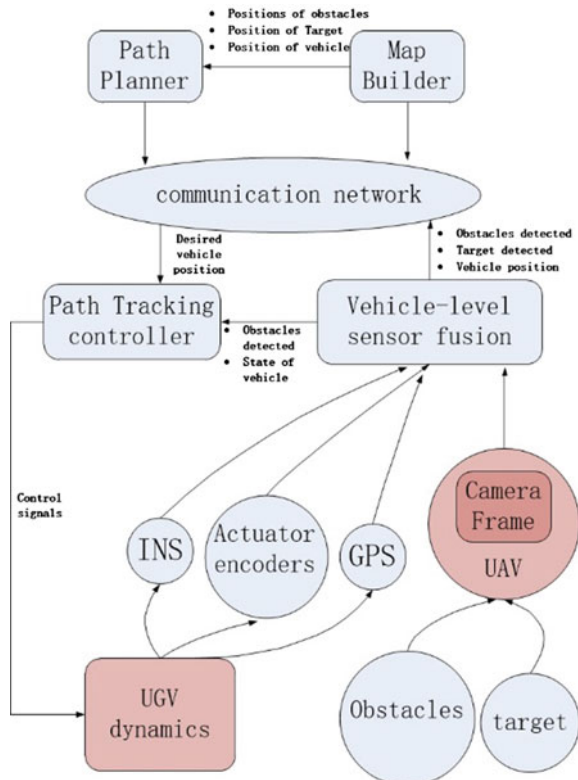 • Positions of obstacles
• Position of Target
• Position of vehicle
Path
Planner
Map
Builder
communication network
Desired
vehicle
position
• Obstacles detected
• Target detected
• Vehicle position
Path Tracking
controller
• Obstacles
detected
• State of
vehicle
Vehicle-level
sensor fusion
Control
signals
INS
Actuator
encoders
GPS
Camera
Frame
UAV
UGV
dynamics
Obstacles
target